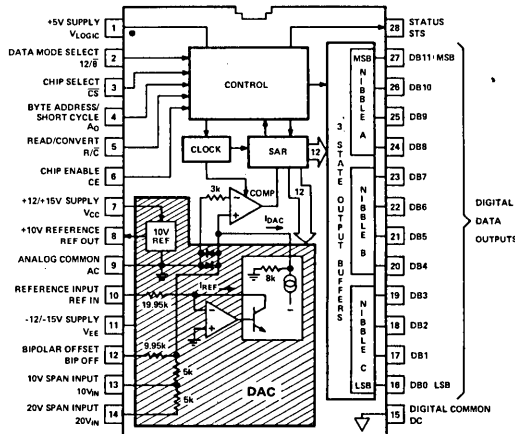 +5V SUPPLY
VLOGIC
1
DATA MODE SELECT
12/8̅
2
CHIP SELECT
C̅S̅
3
BYTE ADDRESS/
SHORT CYCLE
AO
4
READ/CONVERT
R/C̅
5
CHIP ENABLE
CE
6
+12/+15V SUPPLY
VCC
7
+10V REFERENCE
REF OUT
8
ANALOG COMMON
AC
9
REFERENCE INPUT
REF IN
10
-12/-15V SUPPLY
VEE
11
BIPOLAR OFFSET
BIP OFF
12
10V SPAN INPUT
10VIN
13
20V SPAN INPUT
20VIN
14
CONTROL
CLOCK
SAR
12
12
3k
COMP
IDAC
10V
REF
8k
IREF
19.95k
9.95k
5k
5k
DAC
3 STATE OUTPUT BUFFERS
MSB
NIBBLE A
NIBBLE B
NIBBLE C
LSB
28
STATUS
STS
27
DB11 MSB
26
DB10
25
DB9
24
DB8
23
DB7
22
DB6
21
DB5
20
DB4
19
DB3
18
DB2
17
DB1
16
DB0 LSB
15
DIGITAL COMMON
DC
DIGITAL
DATA
OUTPUTS